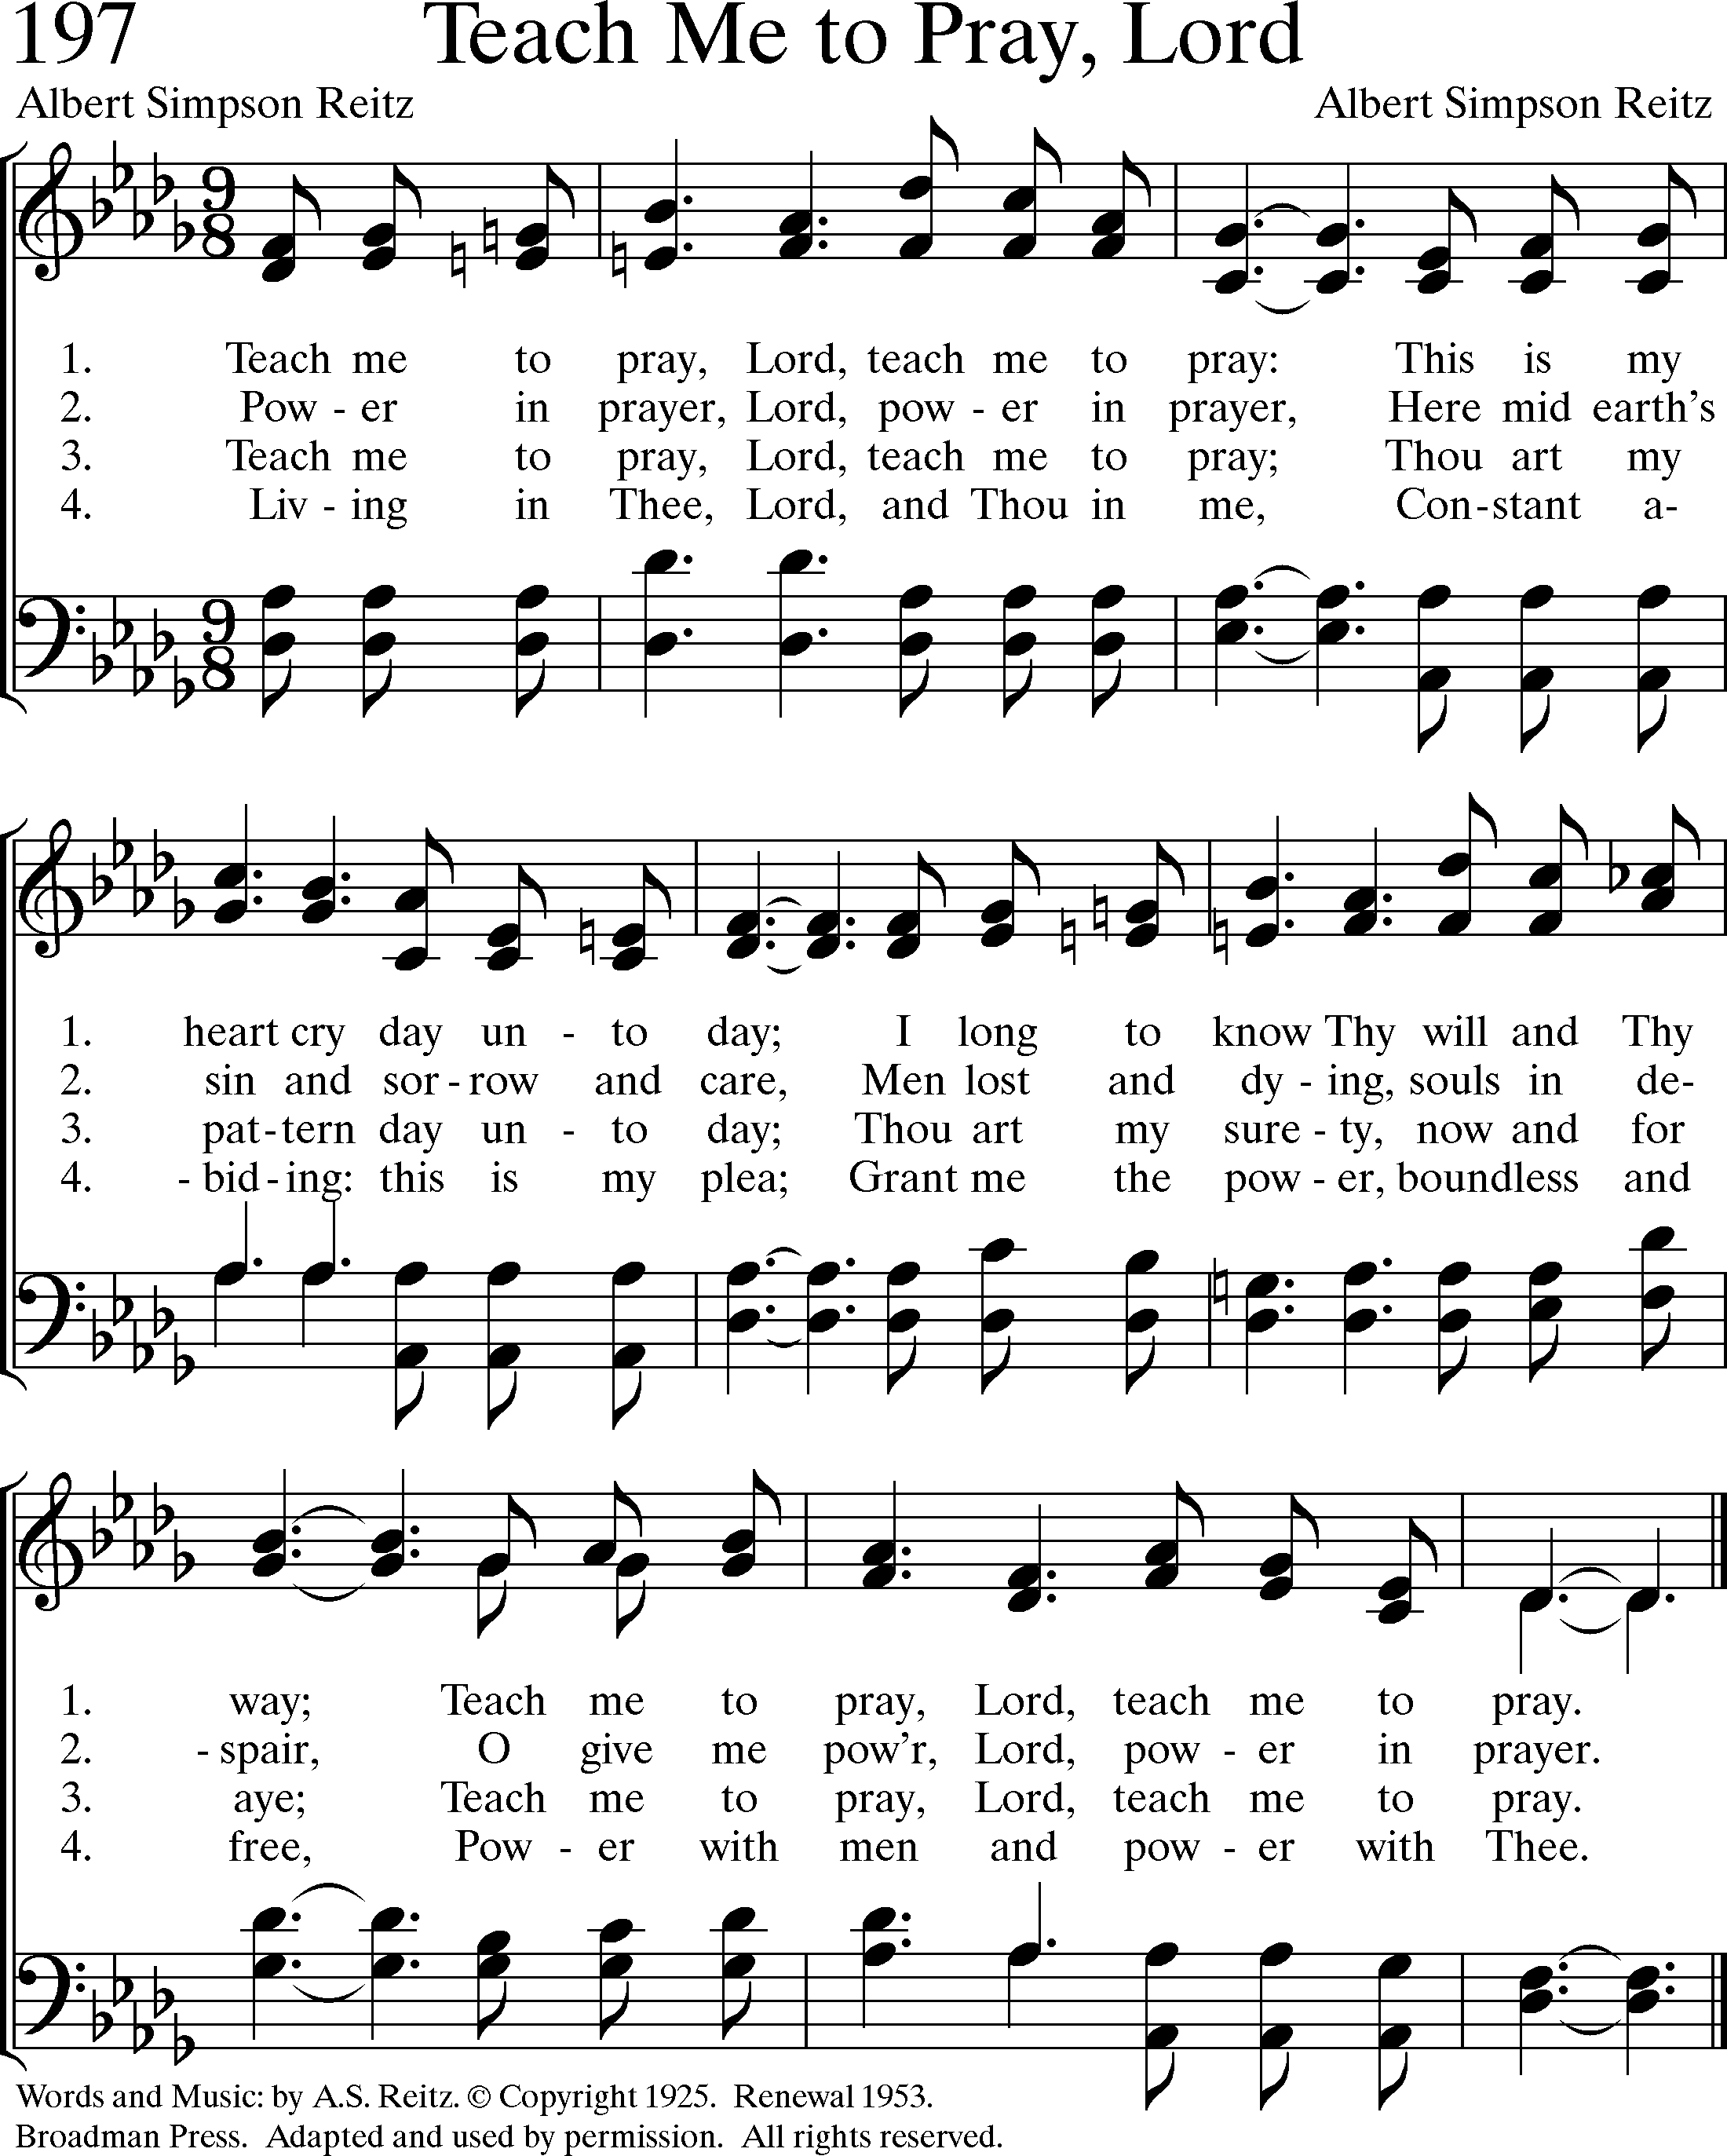 197 Teach Me to Pray, Lord
Albert Simpson Reitz Albert Simpson Reitz
9 8
1. Teach me to pray, Lord, teach me to pray: This is my
2. Pow - er in prayer, Lord, pow - er in prayer, Here mid earth's
3. Teach me to pray, Lord, teach me to pray; Thou art my
4. Liv - ing in Thee, Lord, and Thou in me, Con - stant a-
9 8
1. heart cry day un - to day; I long to know Thy will and Thy
2. sin and sor - row and care, Men lost and dy - ing, souls in de-
3. pat - tern day un - to day; Thou art my sure - ty, now and for
4. - bid - ing: this is my plea; Grant me the pow - er, boundless and
1. way; Teach me to pray, Lord, teach me to pray.
2. - spair, O give me pow'r, Lord, pow - er in prayer.
3. aye; Teach me to pray, Lord, teach me to pray.
4. free, Pow - er with men and pow - er with Thee.
Words and Music: by A.S. Reitz. © Copyright 1925. Renewal 1953.
Broadman Press. Adapted and used by permission. All rights reserved.